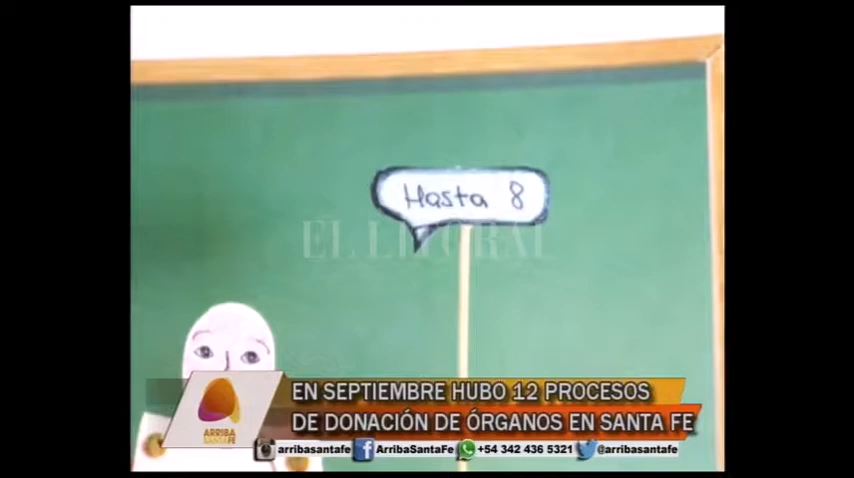 Hasta 8
EL LITORAL
EN SEPTIEMBRE HUBO 12 PROCESOS
DE DONACIÓN DE ÓRGANOS EN SANTA FE
ARRIBA
SANTA FE
arribasantafe ArribaSantaFe +54 342 436 5321 @arribasantafe